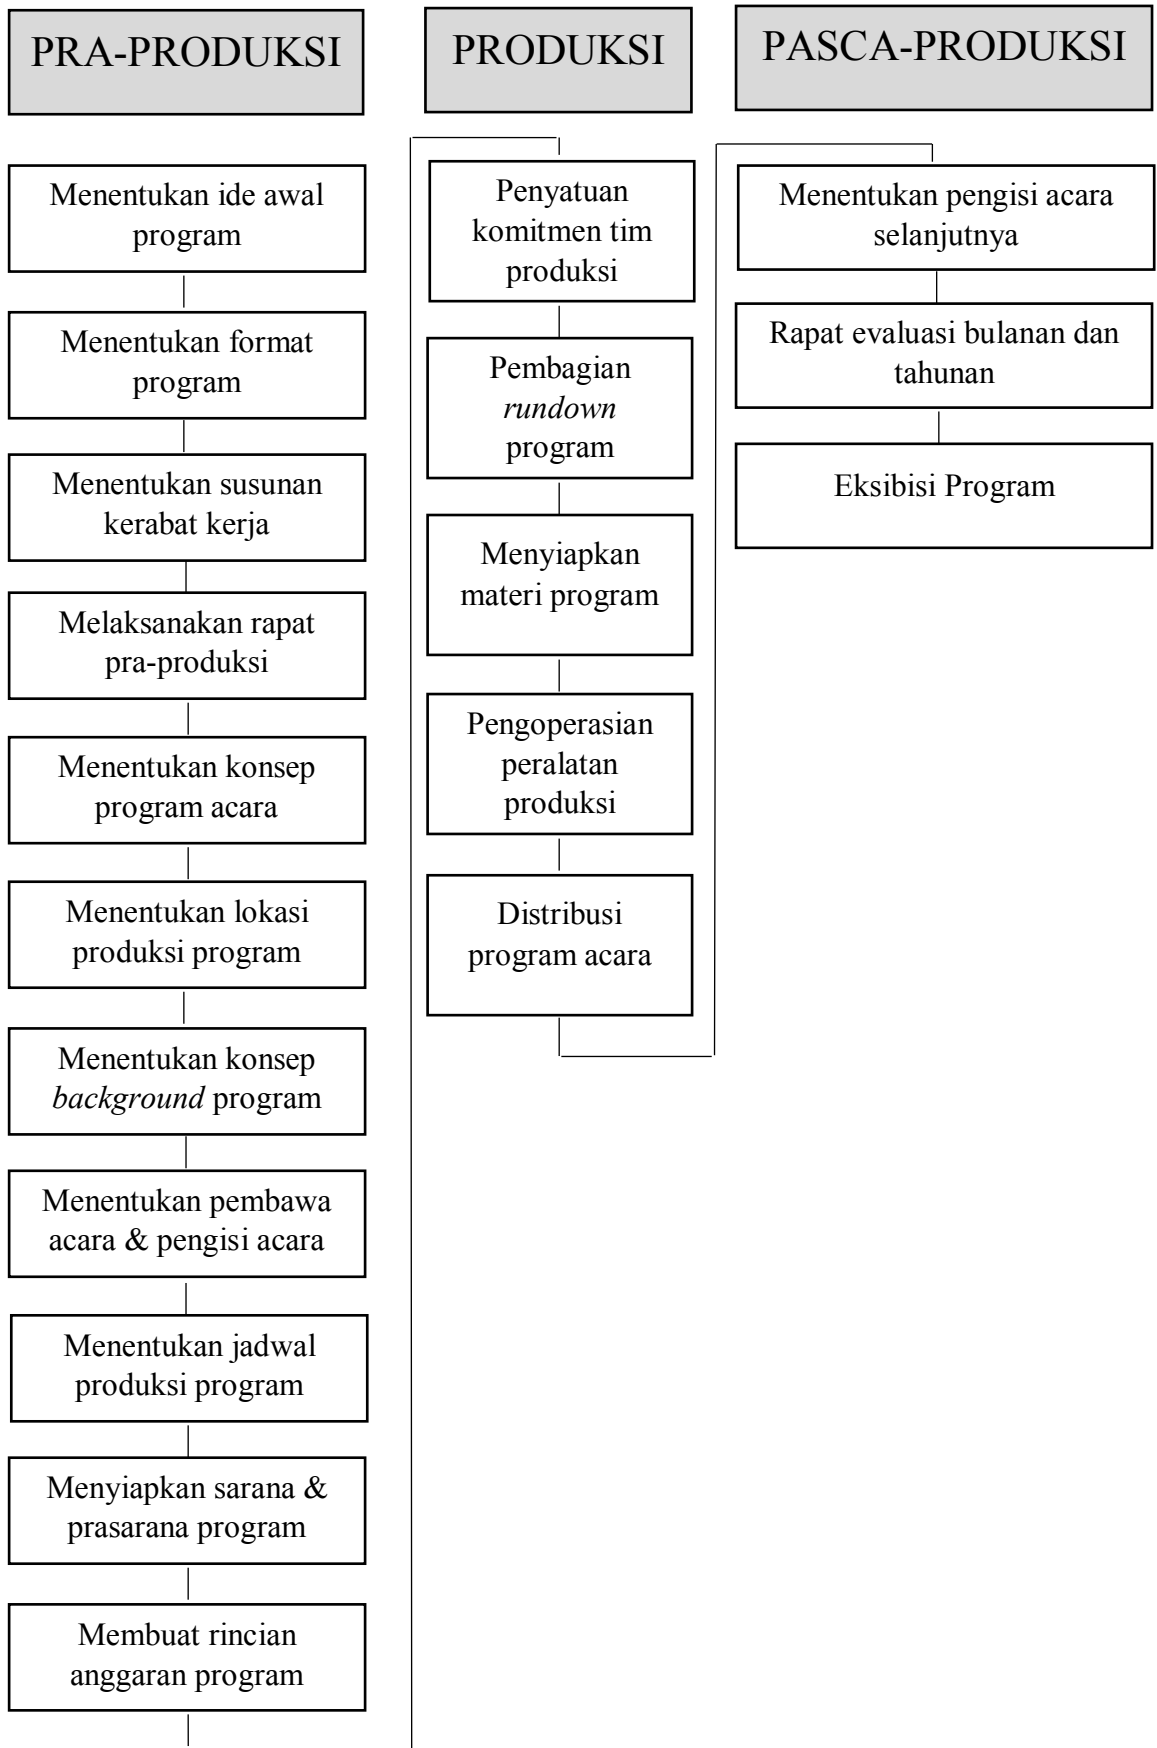 PRA-PRODUKSI
Menentukan ide awal
program
Menentukan format
program
Menentukan susunan
kerabat kerja
Melaksanakan rapat
pra-produksi
Menentukan konsep
program acara
Menentukan lokasi
produksi program
Menentukan konsep
background program
Menentukan pembawa
acara & pengisi acara
Menentukan jadwal
produksi program
Menyiapkan sarana &
prasarana program
Membuat rincian
anggaran program
PRODUKSI
Penyatuan
komitmen tim
produksi
Pembagian
rundown
program
Menyiapkan
materi program
Pengoperasian
peralatan
produksi
Distribusi
program acara
PASCA-PRODUKSI
Menentukan pengisi acara
selanjutnya
Rapat evaluasi bulanan dan
tahunan
Eksibisi Program